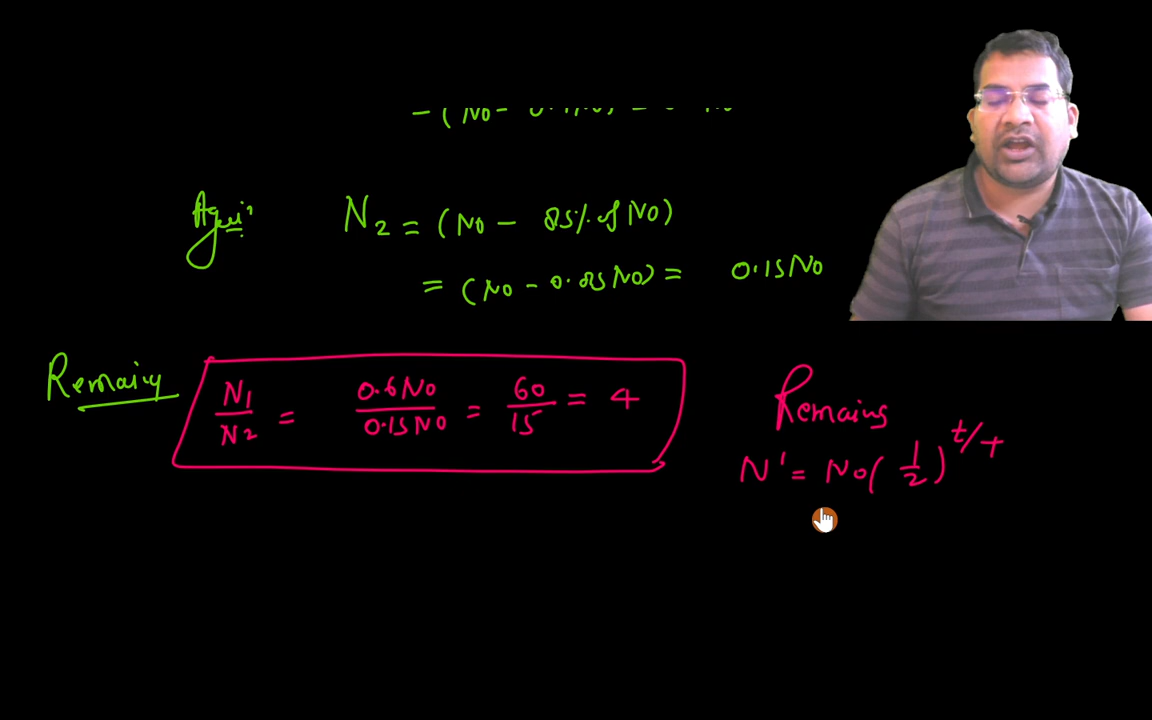 Again N₂ = (N₀ - 85% of N₀)
= (N₀ - 0.85N₀) = 0.15N₀
Remaining N₁/N₂ = 0.6N₀/0.15N₀ = 60/15 = 4
Remains
N' = N₀(1/2)^t/T